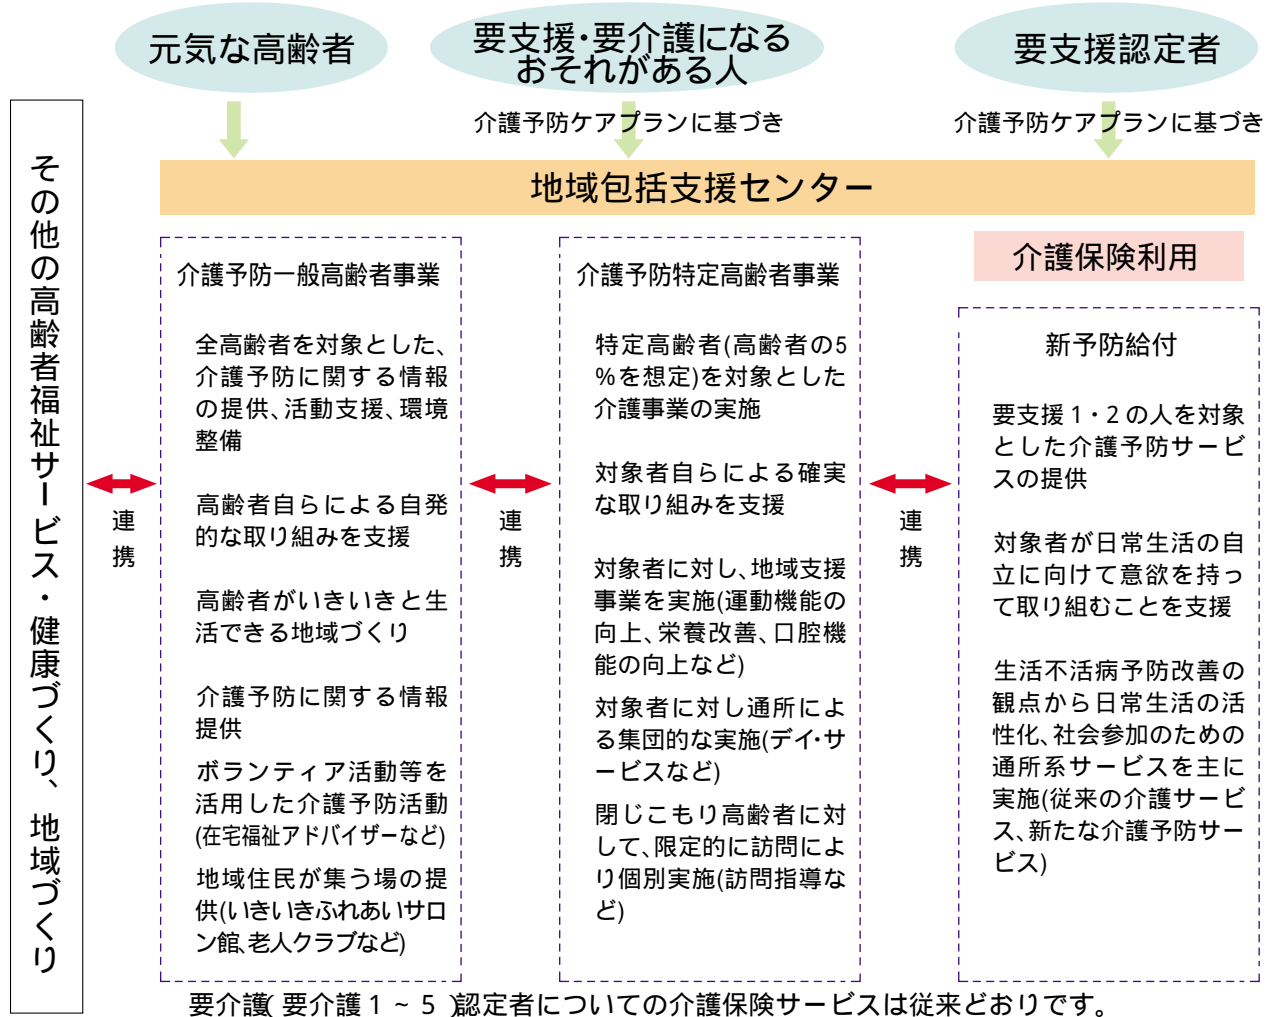 元気な高齢者
要支援・要介護になる
おそれがある人
要支援認定者
介護予防ケアプランに基づき
介護予防ケアプランに基づき
地域包括支援センター
その他の高齢者福祉サービス・健康づくり、地域づくり
連携
介護予防一般高齢者事業
全高齢者を対象とした、
介護予防に関する情報
の提供、活動支援、環境
整備
高齢者自らによる自発
的な取り組みを支援
高齢者がいきいきと生
活できる地域づくり
介護予防に関する情報
提供
ボランティア活動等を
活用した介護予防活動
(在宅福祉アドバイザーなど)
地域住民が集う場の提
供(いきいきふれあいサロ
ン館、老人クラブなど)
連携
介護予防特定高齢者事業
特定高齢者(高齢者の5
%を想定)を対象とした
介護事業の実施
対象者自らによる確実
な取り組みを支援
対象者に対し、地域支援
事業を実施(運動機能の
向上、栄養改善、口腔機
能の向上など)
対象者に対し通所によ
る集団的な実施(デイ・サ
ービスなど)
閉じこもり高齢者に対
して、限定的に訪問によ
り個別実施(訪問指導な
ど)
連携
介護保険利用
新予防給付
要支援1・2の人を対象
とした介護予防サービ
スの提供
対象者が日常生活の自
立に向けて意欲を持っ
て取り組むことを支援
生活不活病予防改善の
観点から日常生活の活
性化、社会参加のための
通所系サービスを主に
実施(従来の介護サービ
ス、新たな介護予防サー
ビス)
要介護(要介護1~5)認定者についての介護保険サービスは従来どおりです。